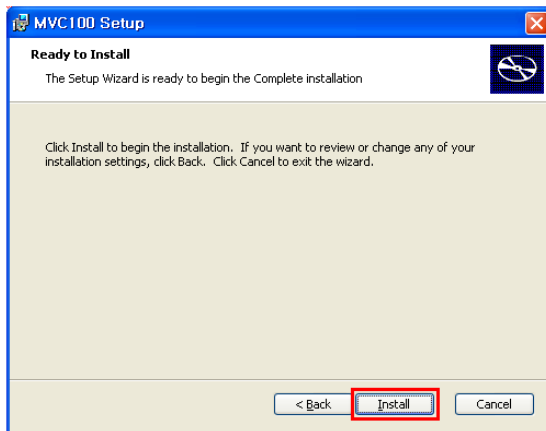 MVC100 Setup
Ready to Install
The Setup Wizard is ready to begin the Complete installation
Click Install to begin the installation. If you want to review or change any of your
installation settings, click Back. Click Cancel to exit the wizard.
< Back
Install
Cancel